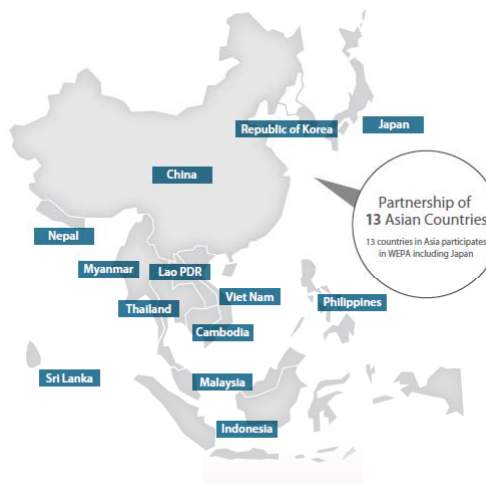 Republic of Korea
Japan
China
Partnership of
13 Asian Countries
13 countries in Asia participates
in WEPA including Japan
Nepal
Myanmar
Lao PDR
Viet Nam
Thailand
Philippines
Cambodia
Sri Lanka
Malaysia
Indonesia